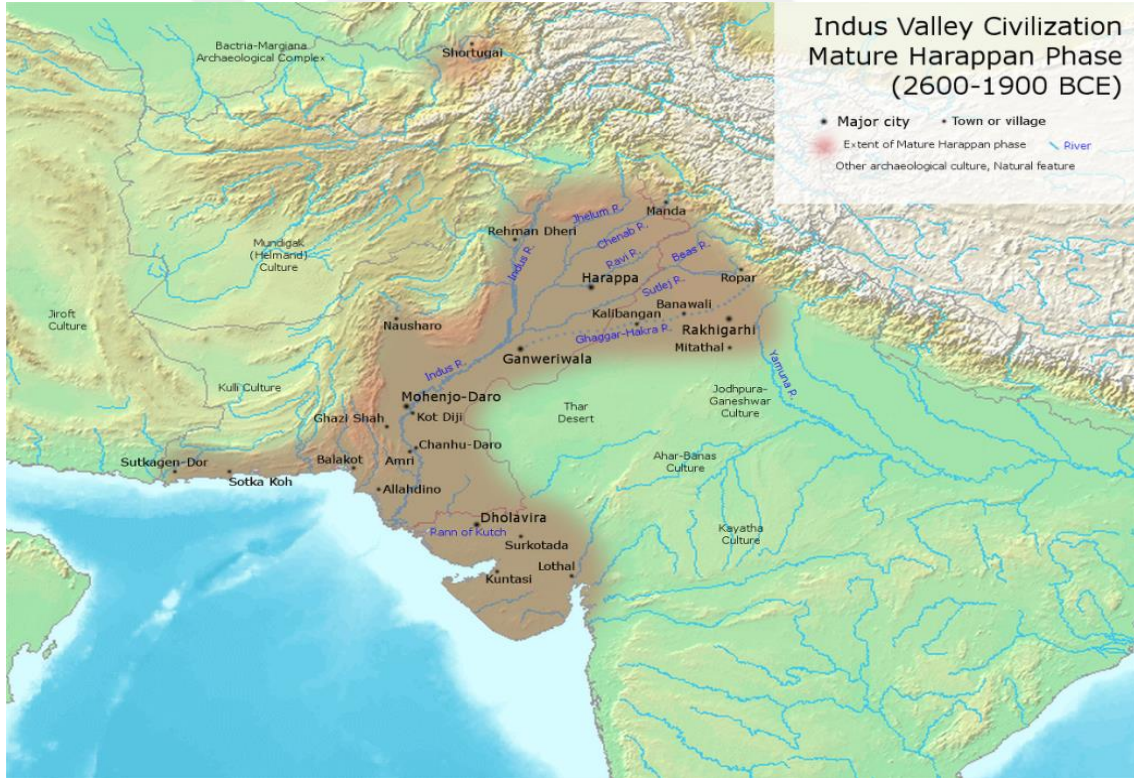 Indus Valley Civilization
Mature Harappan Phase
(2600-1900 BCE)
Major city
Town or village
Extent of Mature Harappan phase
River
Other archaeological culture, Natural feature
Bactria-Margiana
Archaeological Complex
Shortugai
Manda
Jhelum R.
Rehman Dheri
Chenab R.
Mundigak
(Helmand)
Culture
Indus R.
Ravi R.
Beas R.
Harappa
Sutlej R.
Ropar
Jiroft
Culture
Nausharo
Kalibangan
Banawali
Rakhigarhi
Ghaggar-Hakra R.
Mitathal
Ganweriwala
Indus R.
Yamuna R.
Kulli Culture
Mohenjo-Daro
Kot Diji
Ghazi Shah
Thar
Desert
Jodhpura-
Ganeshwar
Culture
Chanhu-Daro
Amri
Balakot
Sutkagen-Dor
Sotka Koh
Allahdino
Ahar-Banas
Culture
Dholavira
Rann of Kutch
Surkotada
Kayatha
Culture
Lothal
Kuntasi